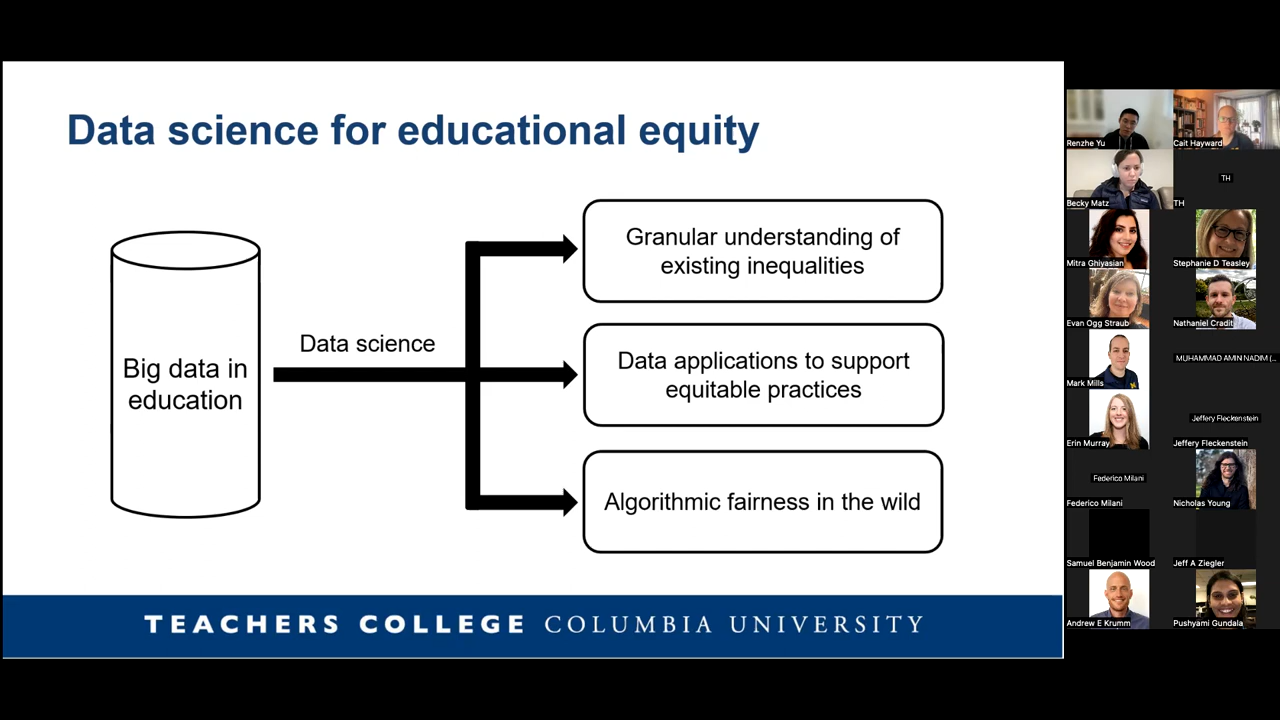 Data science for educational equity
Big data in
education
Data science
Granular understanding of
existing inequalities
Data applications to support
equitable practices
Algorithmic fairness in the wild
TEACHERS COLLEGE COLUMBIA UNIVERSITY
Renzhe Yu
Cait Hayward
Becky Matz
TH
TH
Mitra Ghiyasian
Stephanie D Teasley
Evan Ogg Straub
Nathaniel Cradit
Mark Mills
MUHAMMAD AMIN NADIM (...
Erin Murray
Jeffery Fleckenstein
Jeffery Fleckenstein
Federico Milani
Federico Milani
Nicholas Young
Samuel Benjamin Wood
Jeff A Ziegler
Andrew E Krumm
Pushyami Gundala